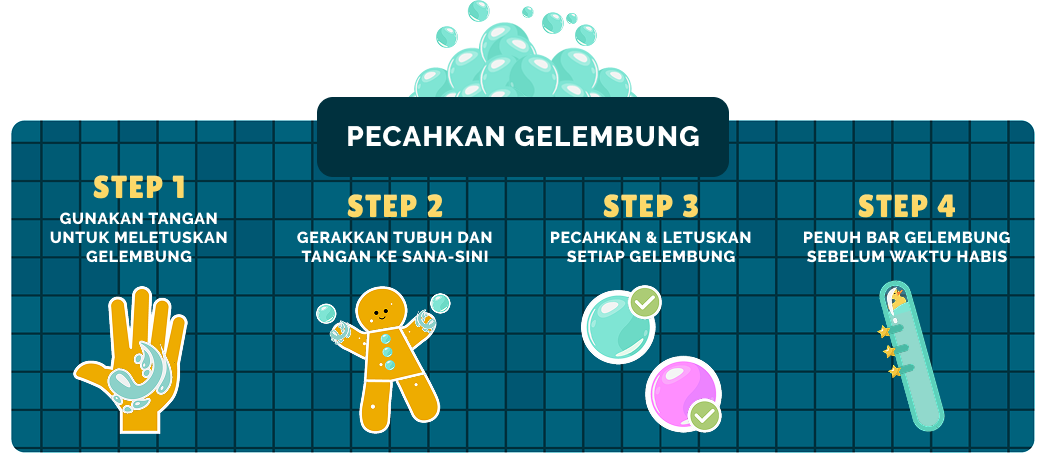 PECAHKAN GELEMBUNG
STEP 1
GUNAKAN TANGAN
UNTUK MELETUSKAN
GELEMBUNG
STEP 2
GERAKKAN TUBUH DAN
TANGAN KE SANA-SINI
STEP 3
PECAHKAN & LETUSKAN
SETIAP GELEMBUNG
STEP 4
PENUH BAR GELEMBUNG
SEBELUM WAKTU HABIS